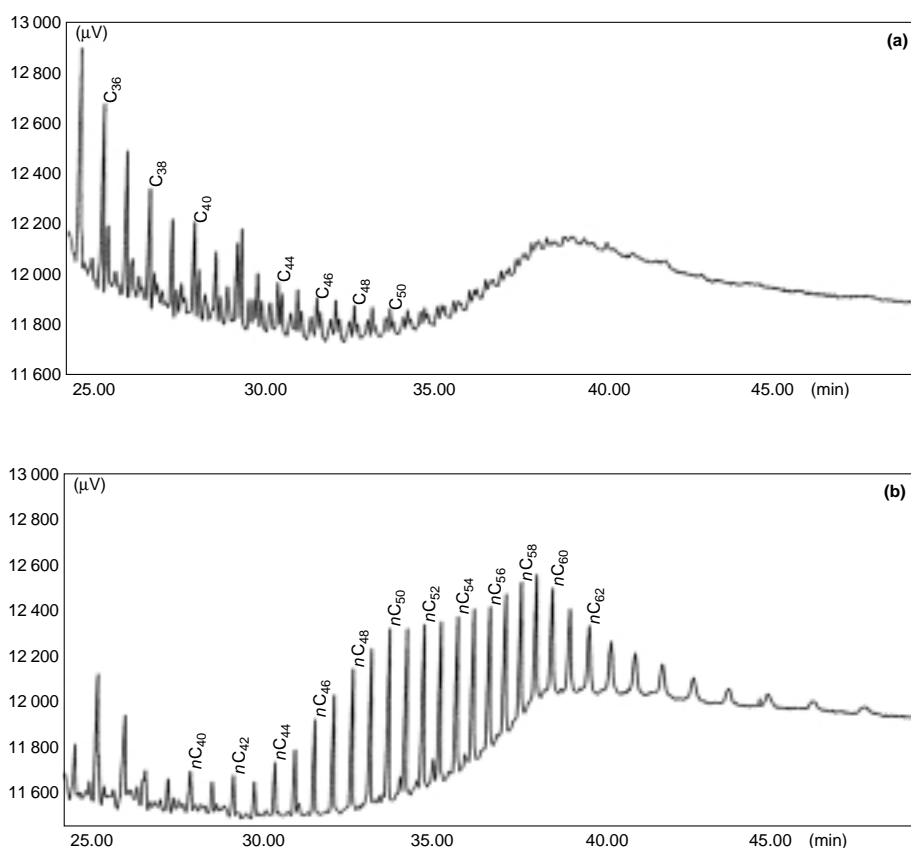 13 000
(μV)
(a)
12 800
C₃₆
12 600
12 400
C₃₈
C₄₀
12 200
12 000
C₄₄
C₄₆
C₄₈
C₅₀
11 800
11 600
25.00 30.00 35.00 40.00 45.00 (min)
13 000
(μV)
(b)
12 800
12 600
nC₅₈
nC₆₀
nC₅₆
nC₅₄
nC₅₂
nC₅₀
12 400
nC₆₂
nC₄₈
12 200
nC₄₆
12 000
nC₄₄
11 800
nC₄₀
nC₄₂
11 600
25.00 30.00 35.00 40.00 45.00 (min)